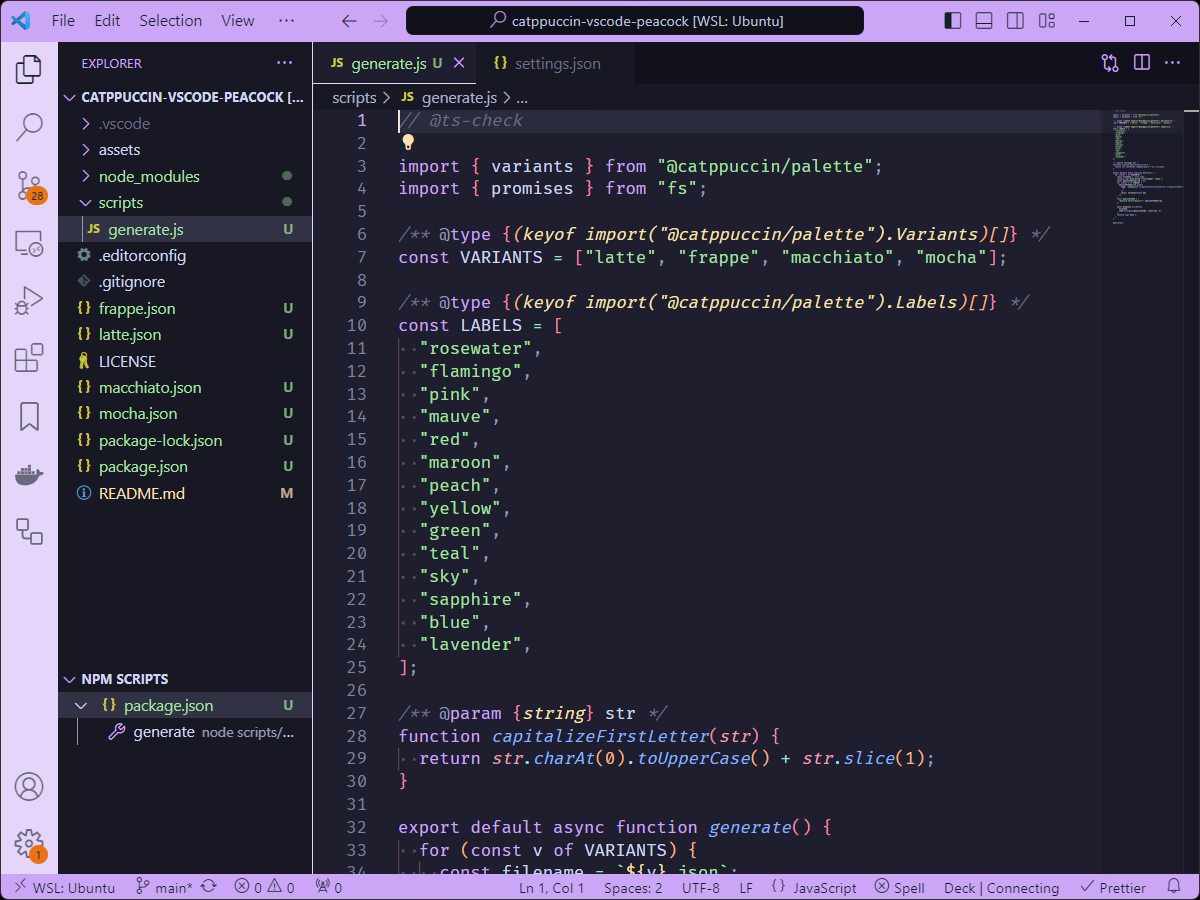 File Edit Selection View ···
catppuccin-vscode-peacock [WSL: Ubuntu]
EXPLORER
CATPPUCCIN-VSCODE-PEACOCK [...
.vscode
assets
node_modules
scripts
JS generate.js U
.editorconfig
.gitignore
{} frappe.json U
{} latte.json U
LICENSE
{} macchiato.json U
{} mocha.json U
{} package-lock.json U
{} package.json U
README.md M
NPM SCRIPTS
{} package.json U
generate node scripts/...
28
1
JS generate.js U
{} settings.json
scripts > JS generate.js > ...
1 // @ts-check
2
3 import { variants } from "@catppuccin/palette";
4 import { promises } from "fs";
5
6 /** @type {(keyof import("@catppuccin/palette").Variants)[]} */
7 const VARIANTS = ["latte", "frappe", "macchiato", "mocha"];
8
9 /** @type {(keyof import("@catppuccin/palette").Labels)[]} */
10 const LABELS = [
11 ··"rosewater",
12 ··"flamingo",
13 ··"pink",
14 ··"mauve",
15 ··"red",
16 ··"maroon",
17 ··"peach",
18 ··"yellow",
19 ··"green",
20 ··"teal",
21 ··"sky",
22 ··"sapphire",
23 ··"blue",
24 ··"lavender",
25 ];
26
27 /** @param {string} str */
28 function capitalizeFirstLetter(str) {
29 ··return str.charAt(0).toUpperCase() + str.slice(1);
30 }
31
32 export default async function generate() {
33 ··for (const v of VARIANTS) {
34 ····const filename = `${v}.json`;
WSL: Ubuntu main* 0 0 0 Ln 1, Col 1 Spaces: 2 UTF-8 LF {} JavaScript Spell Deck | Connecting Prettier